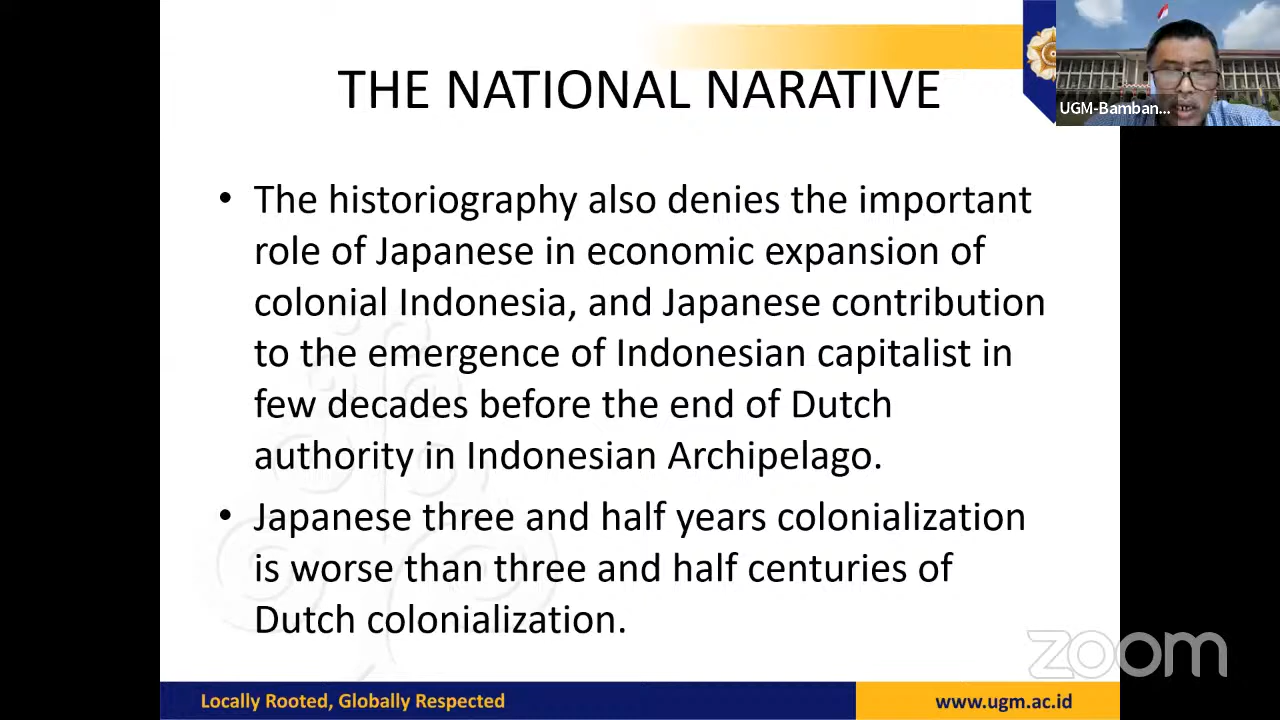 THE NATIONAL NARATIVE
UGM-Bamban...
• The historiography also denies the important
role of Japanese in economic expansion of
colonial Indonesia, and Japanese contribution
to the emergence of Indonesian capitalist in
few decades before the end of Dutch
authority in Indonesian Archipelago.
• Japanese three and half years colonialization
is worse than three and half centuries of
Dutch colonialization.
zoom
Locally Rooted, Globally Respected
www.ugm.ac.id